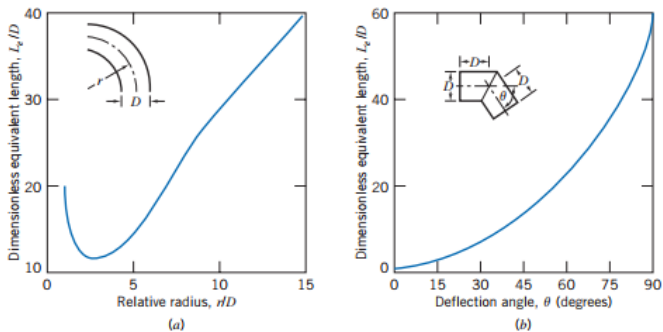 Dimensionless equivalent length, Lₑ/D
40
30
20
10
r
D
0
5
10
15
Relative radius, r/D
(a)
Dimensionless equivalent length, Lₑ/D
60
40
20
0
D
D
D
θ
0
15
30
45
60
75
90
Deflection angle, θ (degrees)
(b)